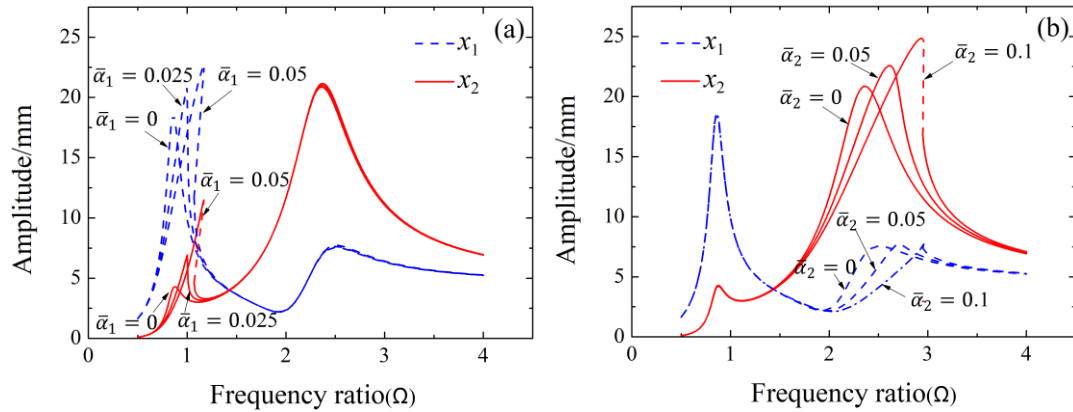 (a)
25
20
15
10
5
0
0
1
2
3
4
Amplitude/mm
Frequency ratio(Ω)
x₁
x₂
ᾱ₁ = 0.025
ᾱ₁ = 0.05
ᾱ₁ = 0
ᾱ₁ = 0.05
ᾱ₁ = 0
ᾱ₁ = 0.025
(b)
25
20
15
10
5
0
0
1
2
3
4
Amplitude/mm
Frequency ratio(Ω)
x₁
x₂
ᾱ₂ = 0.05
ᾱ₂ = 0.1
ᾱ₂ = 0
ᾱ₂ = 0.05
ᾱ₂ = 0
ᾱ₂ = 0.1